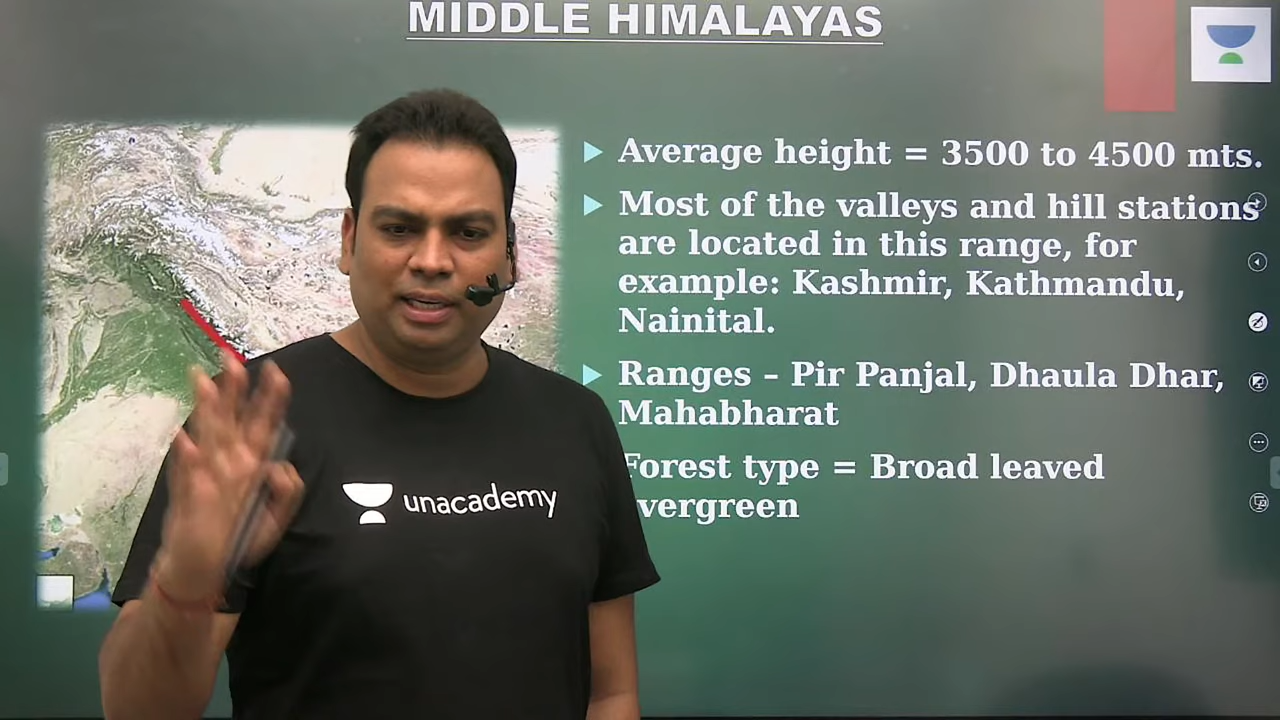 MIDDLE HIMALAYAS
Average height = 3500 to 4500 mts.
Most of the valleys and hill stations
are located in this range, for
example: Kashmir, Kathmandu,
Nainital.
Ranges – Pir Panjal, Dhaula Dhar,
Mahabharat
Forest type = Broad leaved
vergreen
unacademy